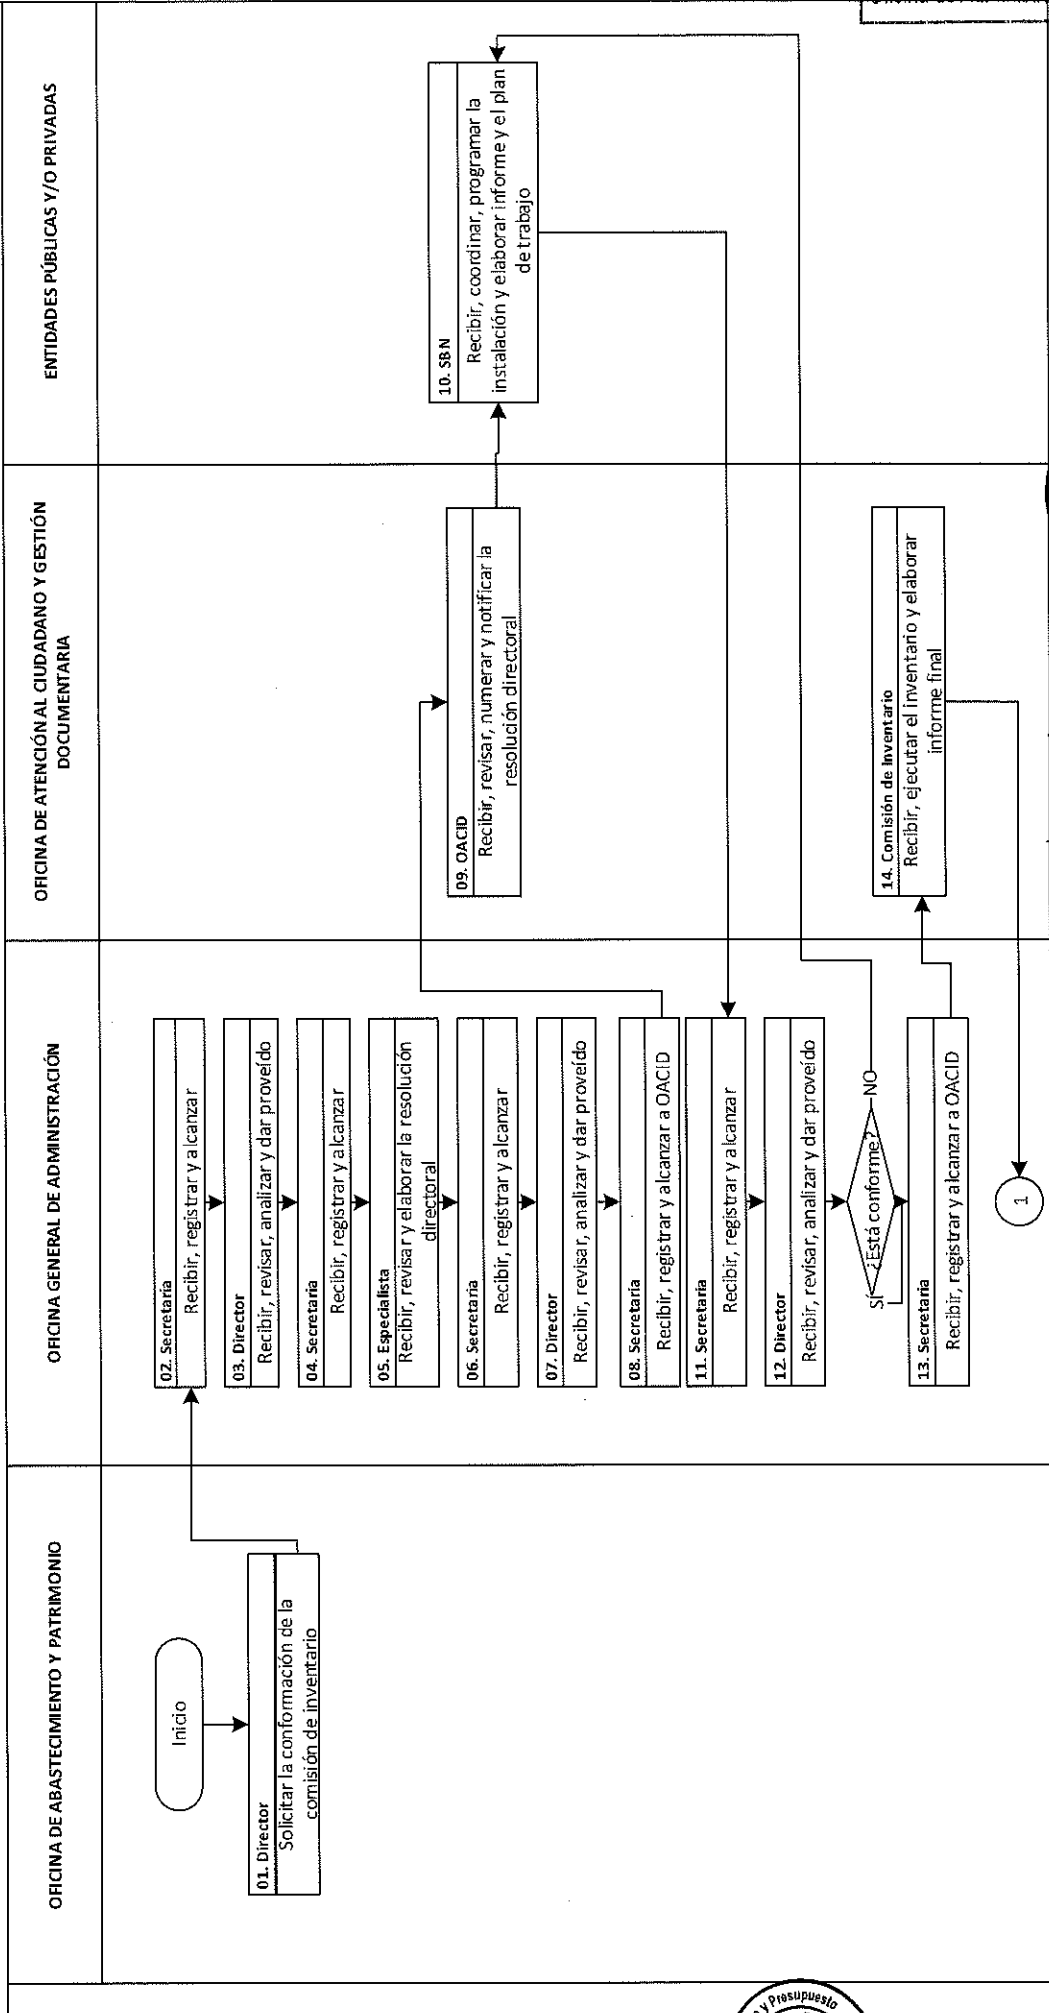 OFICINA DE ABASTECIMIENTO Y PATRIMONIO
OFICINA GENERAL DE ADMINISTRACIÓN
OFICINA DE ATENCIÓN AL CIUDADANO Y GESTIÓN
DOCUMENTARIA
ENTIDADES PÚBLICAS Y/O PRIVADAS
Inicio
01. Director
Solicitar la conformación de la
comisión de inventario
02. Secretaria
Recibir, registrar y alcanzar
03. Director
Recibir, revisar, analizar y dar proveído
04. Secretaria
Recibir, registrar y alcanzar
05. Especialista
Recibir, revisar y elaborar la resolución
directoral
06. Secretaria
Recibir, registrar y alcanzar
07. Director
Recibir, revisar, analizar y dar proveído
08. Secretaria
Recibir, registrar y alcanzar a OACID
09. OACID
Recibir, revisar, numerar y notificar la
resolución directoral
10. SBN
Recibir, coordinar, programar la
instalación y elaborar informe y el plan
de trabajo
11. Secretaria
Recibir, registrar y alcanzar
12. Director
Recibir, revisar, analizar y dar proveído
SÍ
¿Está conforme?
NO
13. Secretaria
Recibir, registrar y alcanzar a OACID
14. Comisión de Inventario
Recibir, ejecutar el inventario y elaborar
informe final
1
y Presupuesto